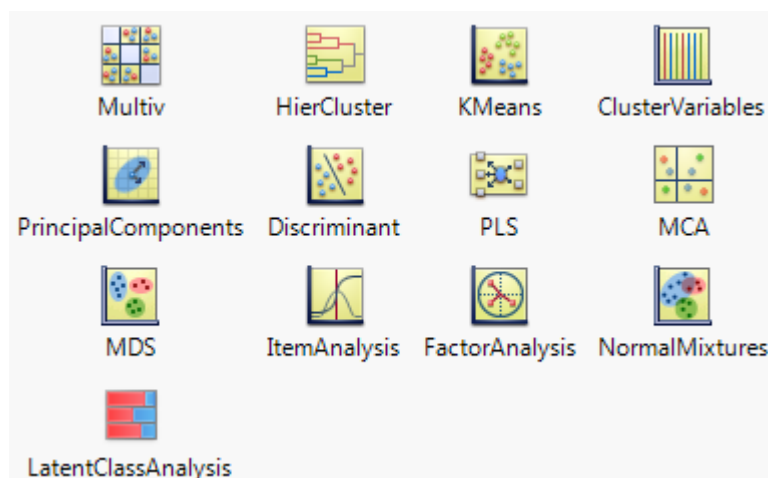 Multiv HierCluster KMeans ClusterVariables
PrincipalComponents Discriminant PLS MCA
MDS ItemAnalysis FactorAnalysis NormalMixtures
LatentClassAnalysis